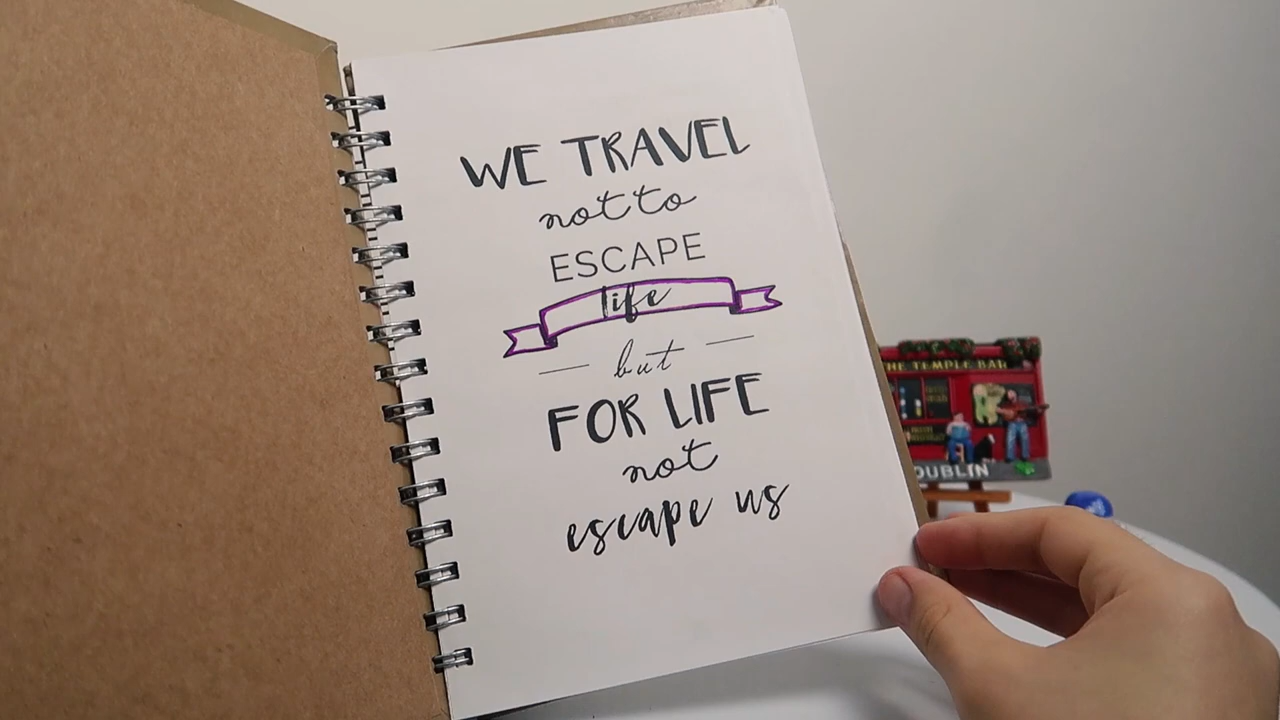 WE TRAVEL
not to
ESCAPE
life
but
FOR LIFE
not
escape us
THE TEMPLE BAR
DUBLIN